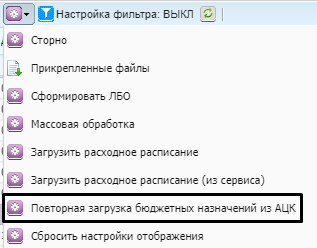 Настройка фильтра: ВЫКЛ
Сторно
Прикрепленные файлы
Сформировать ЛБО
Массовая обработка
Загрузить расходное расписание
Загрузить расходное расписание (из сервиса)
Повторная загрузка бюджетных назначений из АЦК
Сбросить настройки отображения